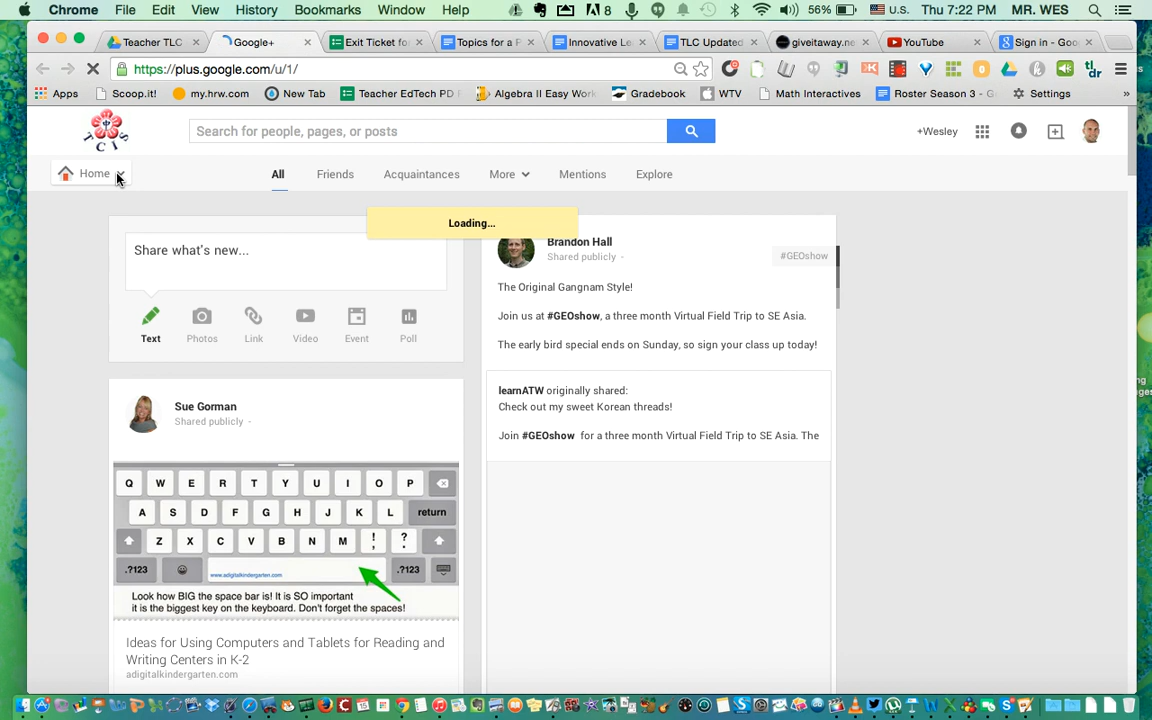 Chrome File Edit View History Bookmarks Window Help 8 56% U.S. Thu 7:22 PM MR. WES
Teacher TLC Google+ Exit Ticket for Topics for a P Innovative Le TLC Updated giveitaway.ne YouTube Sign in - Goo
https://plus.google.com/u/1/
Apps Scoop.it! my.hrw.com New Tab Teacher EdTech PD Algebra II Easy Work Gradebook WTV Math Interactives Roster Season 3 - Settings »
TCIS
Search for people, pages, or posts
+Wesley
Home All Friends Acquaintances More Mentions Explore
Loading...
Share what's new...
Text Photos Link Video Event Poll
Brandon Hall
Shared publicly -
#GEOshow
The Original Gangnam Style!
Join us at #GEOshow, a three month Virtual Field Trip to SE Asia.
The early bird special ends on Sunday, so sign your class up today!
learnATW originally shared:
Check out my sweet Korean threads!
Join #GEOshow for a three month Virtual Field Trip to SE Asia. The
Sue Gorman
Shared publicly -
Q W E R T Y U I O P
A S D F G H J K L return
Z X C V B N M ! , ? .
.?123 www.adigitalkindergarten.com .?123
Look how BIG the space bar is! It is SO important
it is the biggest key on the keyboard. Don't forget the spaces!
Ideas for Using Computers and Tablets for Reading and
Writing Centers in K-2
adigitalkindergarten.com